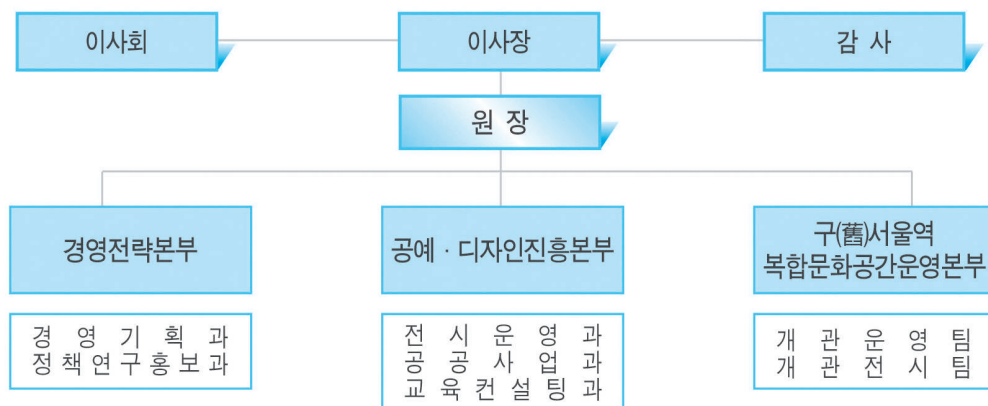 이사회
이사장
감 사
원 장
경영전략본부
공예 · 디자인진흥본부
구(舊)서울역
복합문화공간운영본부
경 영 기 획 과
정 책 연 구 홍 보 과
전 시 운 영 과
공 공 사 업 과
교 육 컨 설 팅 과
개 관 운 영 팀
개 관 전 시 팀